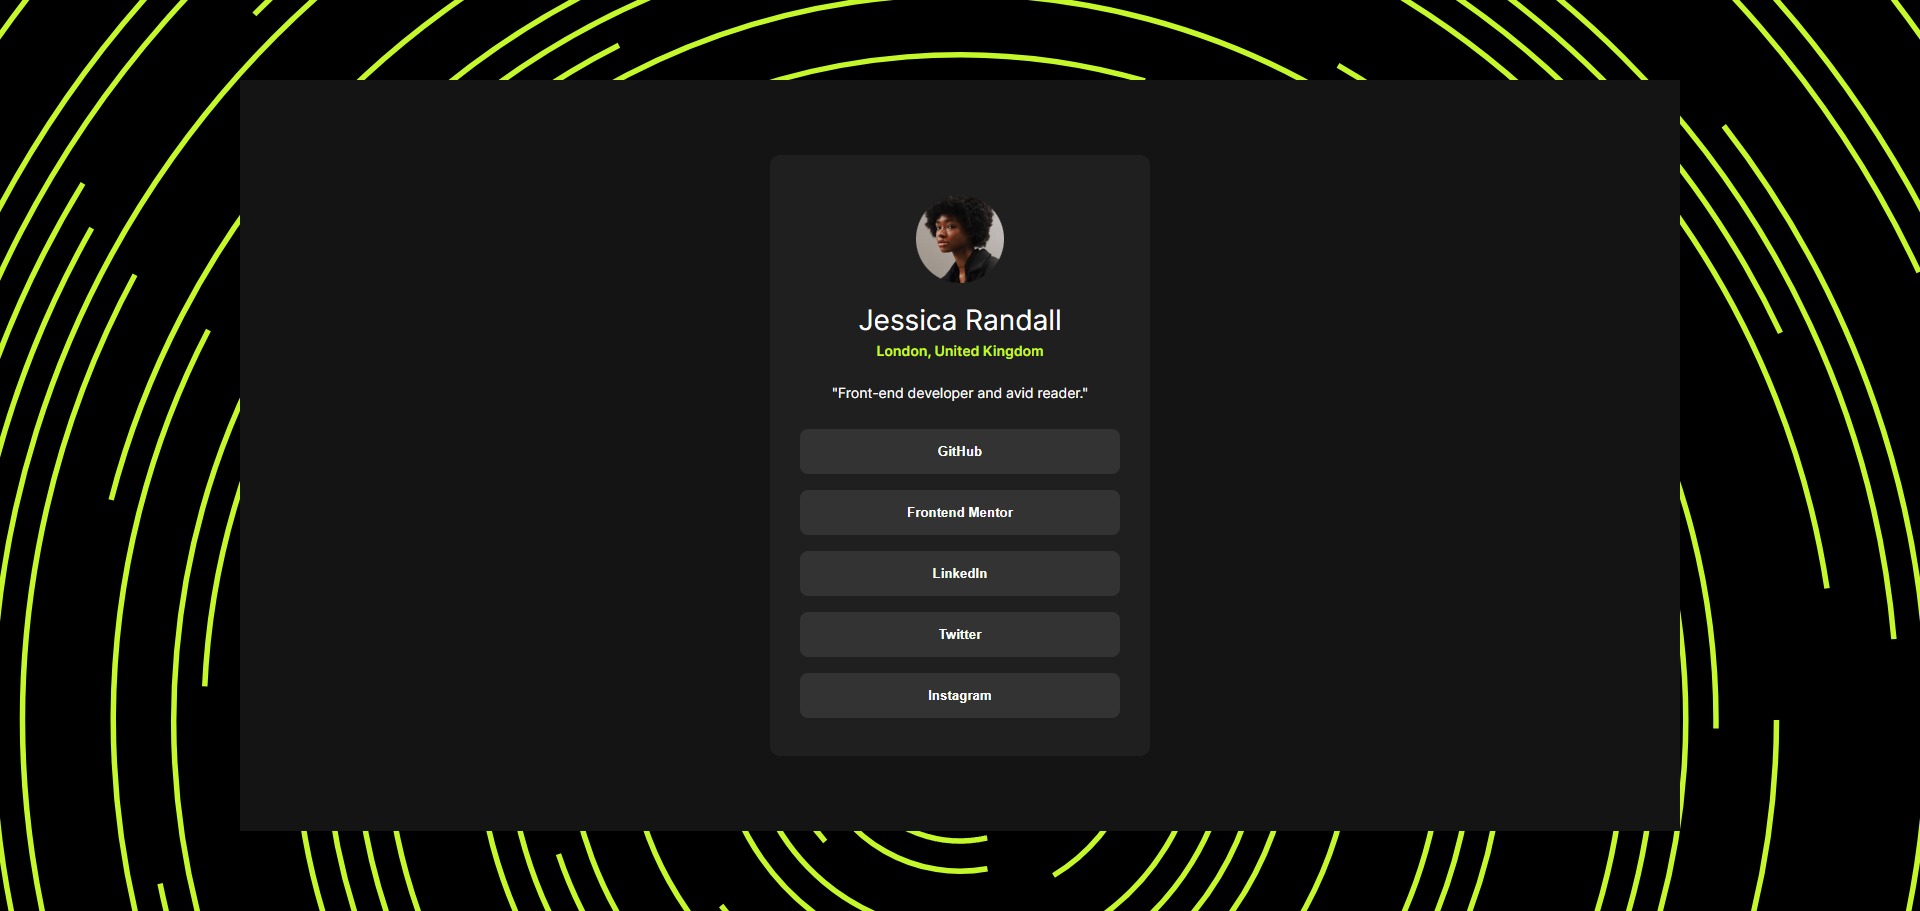 Jessica Randall
London, United Kingdom
"Front-end developer and avid reader."
GitHub
Frontend Mentor
LinkedIn
Twitter
Instagram